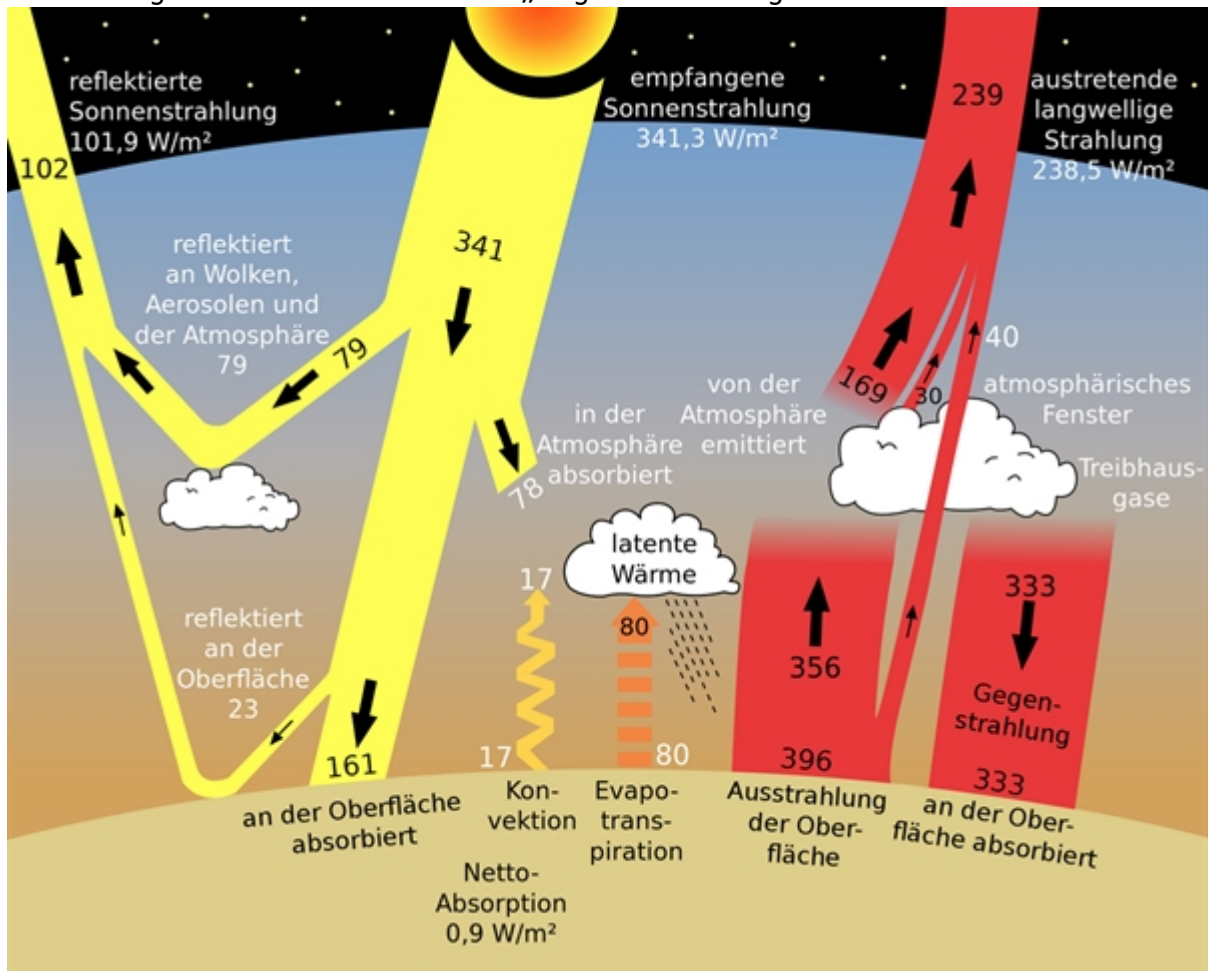 reflektierte
Sonnenstrahlung
101,9 W/m²
102
empfangene
Sonnenstrahlung
341,3 W/m²
239
austretende
langwellige
Strahlung
238,5 W/m²
341
reflektiert
an Wolken,
Aerosolen und
der Atmosphäre
79
79
78
in der
Atmosphäre
absorbiert
von der
Atmosphäre
emittiert
169
30
40
atmosphärisches
Fenster
Treibhaus-
gase
latente
Wärme
17
80
reflektiert
an der
Oberfläche
23
161
17
80
356
396
333
Gegen-
strahlung
333
an der Oberfläche
absorbiert
Kon-
vektion
Evapo-
trans-
piration
Ausstrahlung
der Ober-
fläche
an der Ober-
fläche absorbiert
Netto-
Absorption
0,9 W/m²